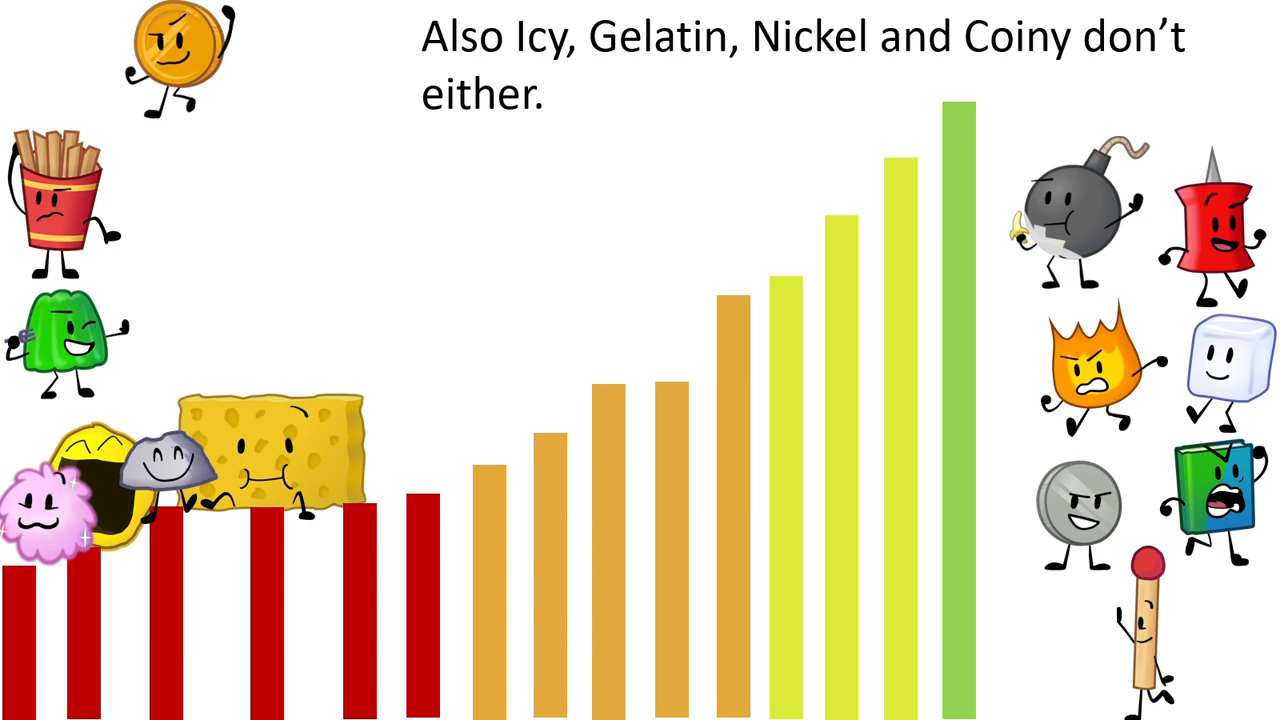 Also Icy, Gelatin, Nickel and Coiny don’t
either.